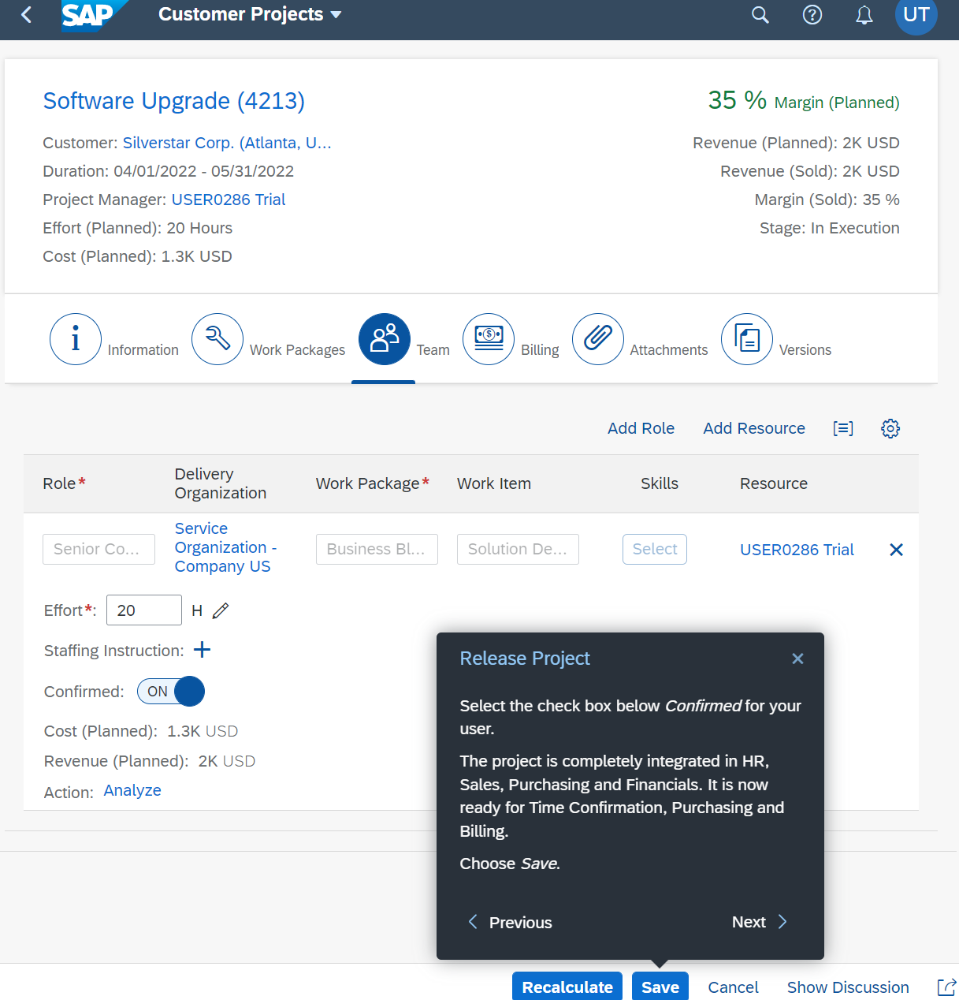 SAP Customer Projects UT
Software Upgrade (4213)
35 % Margin (Planned)
Customer: Silverstar Corp. (Atlanta, U...
Revenue (Planned): 2K USD
Duration: 04/01/2022 - 05/31/2022
Revenue (Sold): 2K USD
Project Manager: USER0286 Trial
Margin (Sold): 35 %
Effort (Planned): 20 Hours
Stage: In Execution
Cost (Planned): 1.3K USD
Information Work Packages Team Billing Attachments Versions
Add Role Add Resource
Role* Delivery Organization Work Package* Work Item Skills Resource
Senior Co...
Service
Organization -
Company US
Business Bl...
Solution De...
Select
USER0286 Trial
Effort*: 20 H
Staffing Instruction:
Confirmed: ON
Cost (Planned): 1.3K USD
Revenue (Planned): 2K USD
Action: Analyze
Release Project
Select the check box below Confirmed for your
user.
The project is completely integrated in HR,
Sales, Purchasing and Financials. It is now
ready for Time Confirmation, Purchasing and
Billing.
Choose Save.
Previous Next
Recalculate Save Cancel Show Discussion